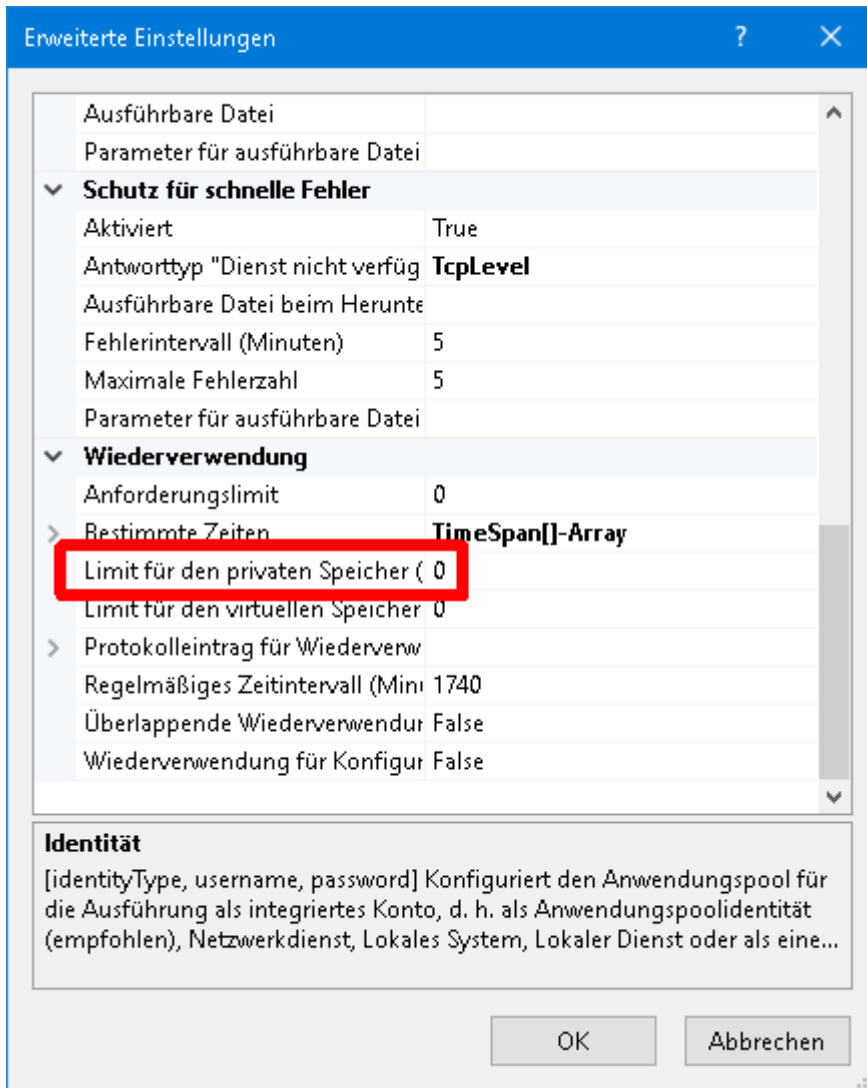 Erweiterte Einstellungen ? ×
Ausführbare Datei
Parameter für ausführbare Datei
Schutz für schnelle Fehler
Aktiviert True
Antworttyp "Dienst nicht verfüg TcpLevel
Ausführbare Datei beim Herunte
Fehlerintervall (Minuten) 5
Maximale Fehlerzahl 5
Parameter für ausführbare Datei
Wiederverwendung
Anforderungslimit 0
Bestimmte Zeiten TimeSpan[]-Array
Limit für den privaten Speicher ( 0
Limit für den virtuellen Speicher 0
Protokolleintrag für Wiederverw
Regelmäßiges Zeitintervall (Minu 1740
Überlappende Wiederverwendun False
Wiederverwendung für Konfigur False
Identität
[identityType, username, password] Konfiguriert den Anwendungspool für
die Ausführung als integriertes Konto, d. h. als Anwendungspoolidentität
(empfohlen), Netzwerkdienst, Lokales System, Lokaler Dienst oder als eine...
OK Abbrechen